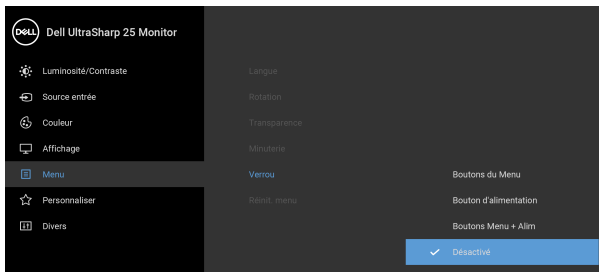 DELL Dell UltraSharp 25 Monitor
Luminosité/Contraste
Source entrée
Couleur
Affichage
Menu
Personnaliser
Divers
Langue
Rotation
Transparence
Minuterie
Verrou
Réinit. menu
Boutons du Menu
Bouton d'alimentation
Boutons Menu + Alim
Désactivé